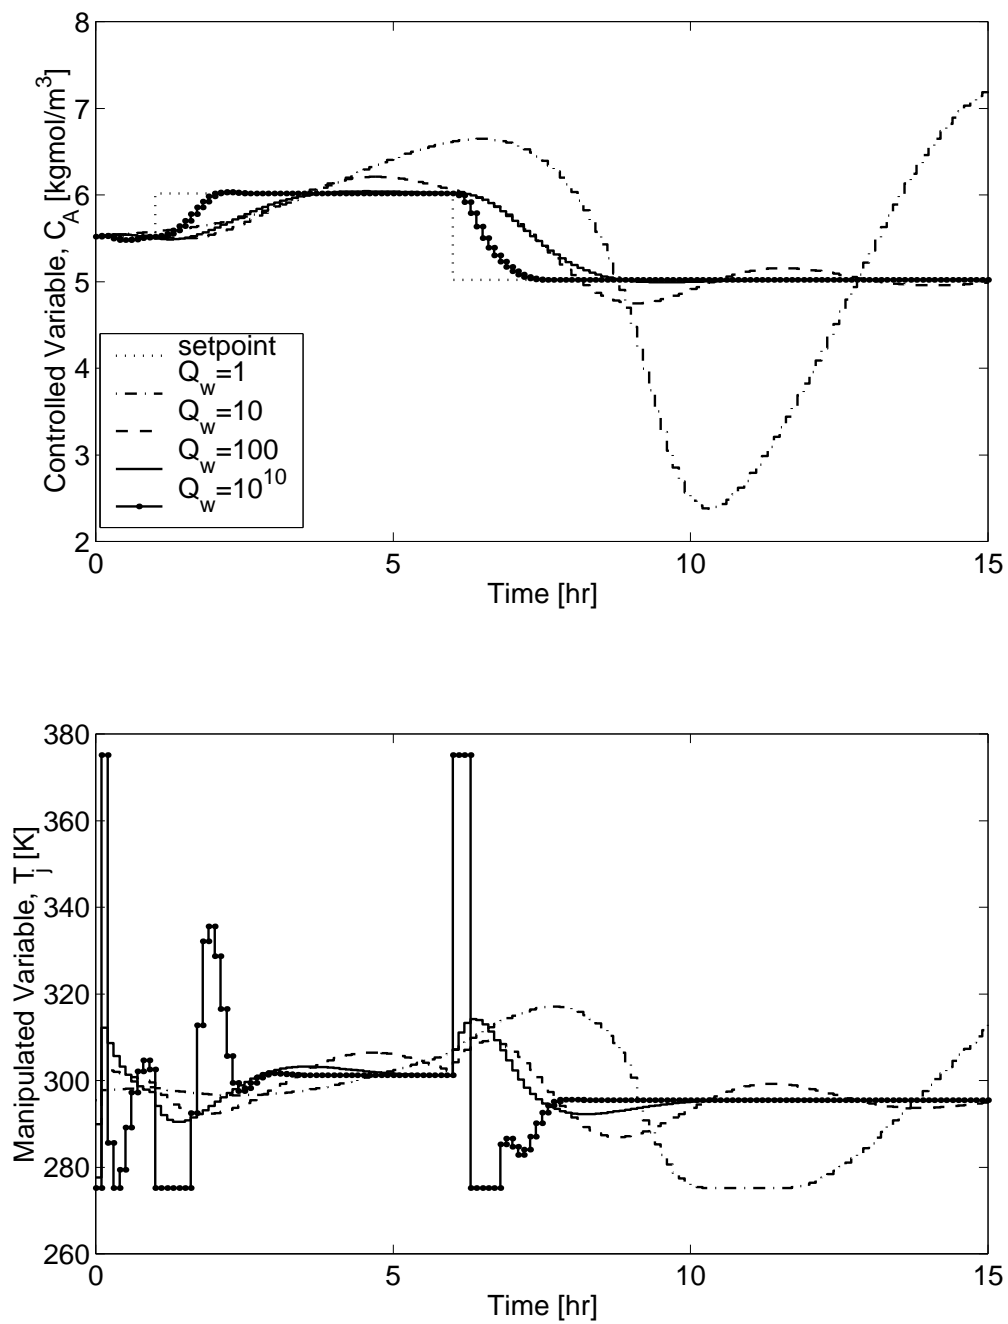 8
7
6
5
4
3
2
Controlled Variable, C_A [kgmol/m^3]
setpoint
Q_w=1
Q_w=10
Q_w=100
Q_w=10^10
0 5 10 15
Time [hr]
380
360
340
320
300
280
260
Manipulated Variable, T_j [K]
0 5 10 15
Time [hr]